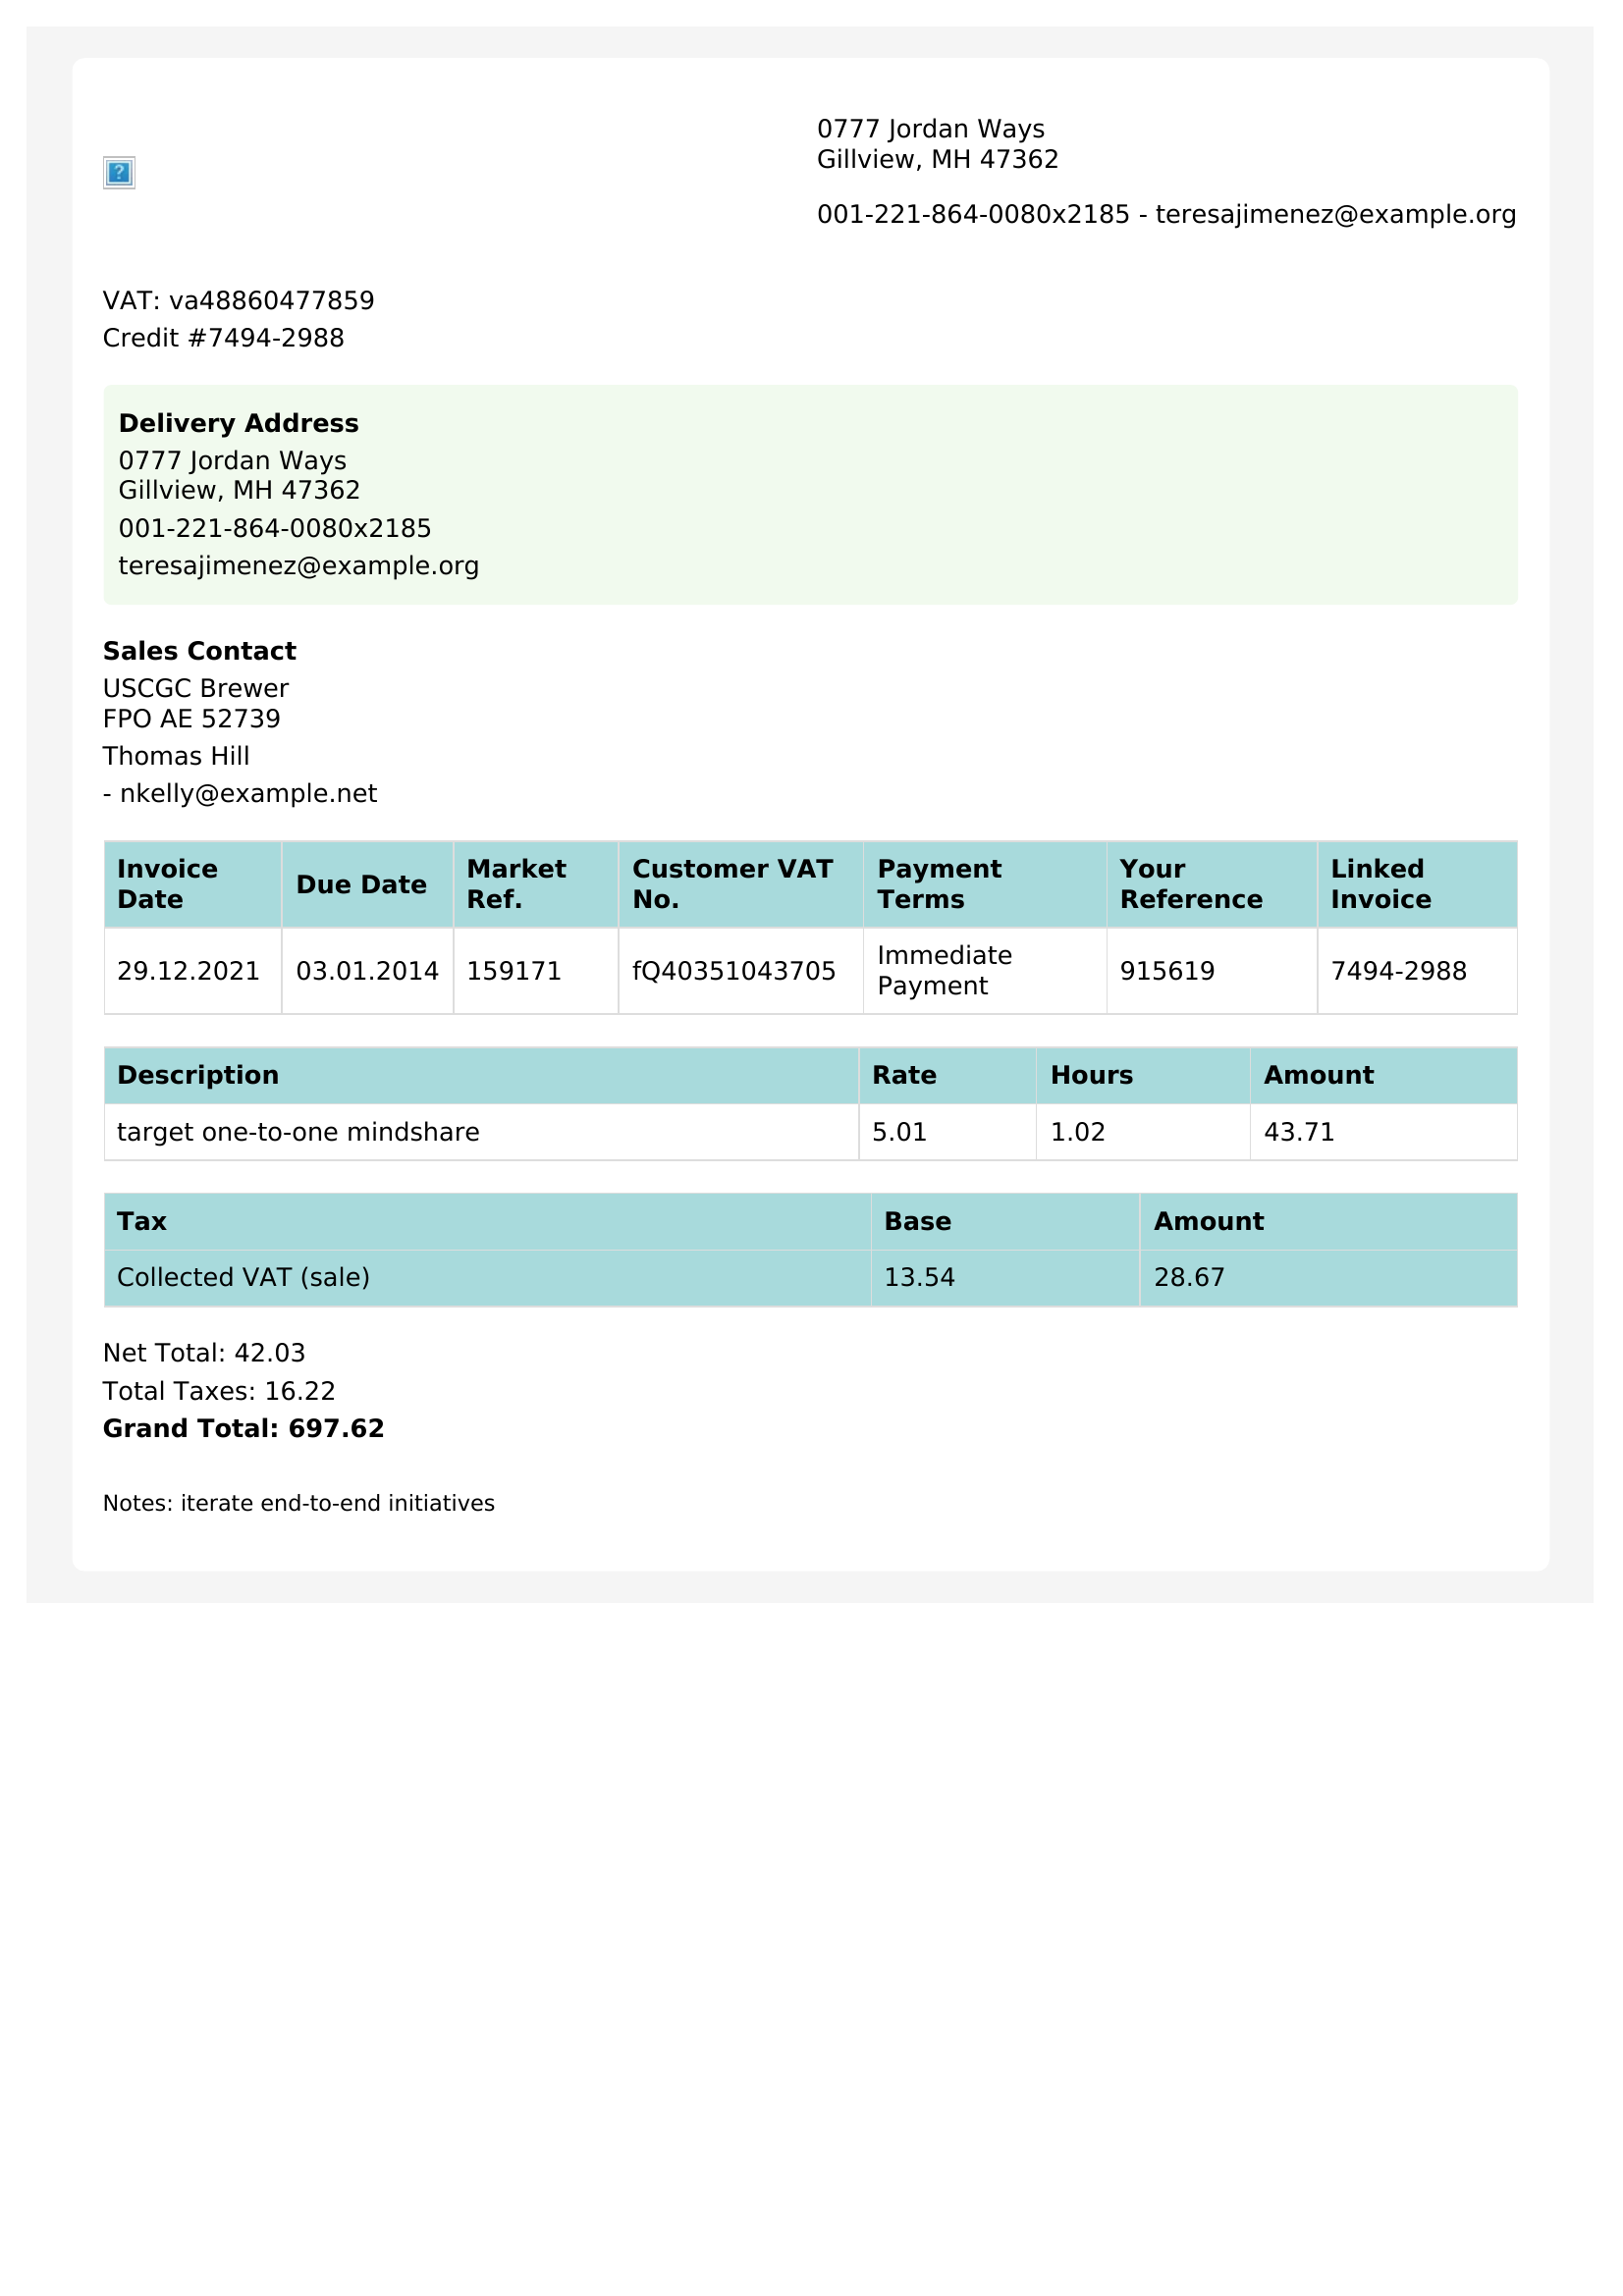 0777 Jordan Ways
Gillview, MH 47362
001-221-864-0080x2185 - teresajimenez@example.org
VAT: va48860477859
Credit #7494-2988
Delivery Address
0777 Jordan Ways
Gillview, MH 47362
001-221-864-0080x2185
teresajimenez@example.org
Sales Contact
USCGC Brewer
FPO AE 52739
Thomas Hill
- nkelly@example.net
Invoice Date Due Date Market Ref. Customer VAT No. Payment Terms Your Reference Linked Invoice
29.12.2021 03.01.2014 159171 fQ40351043705 Immediate Payment 915619 7494-2988
Description Rate Hours Amount
target one-to-one mindshare 5.01 1.02 43.71
Tax Base Amount
Collected VAT (sale) 13.54 28.67
Net Total: 42.03
Total Taxes: 16.22
Grand Total: 697.62
Notes: iterate end-to-end initiatives